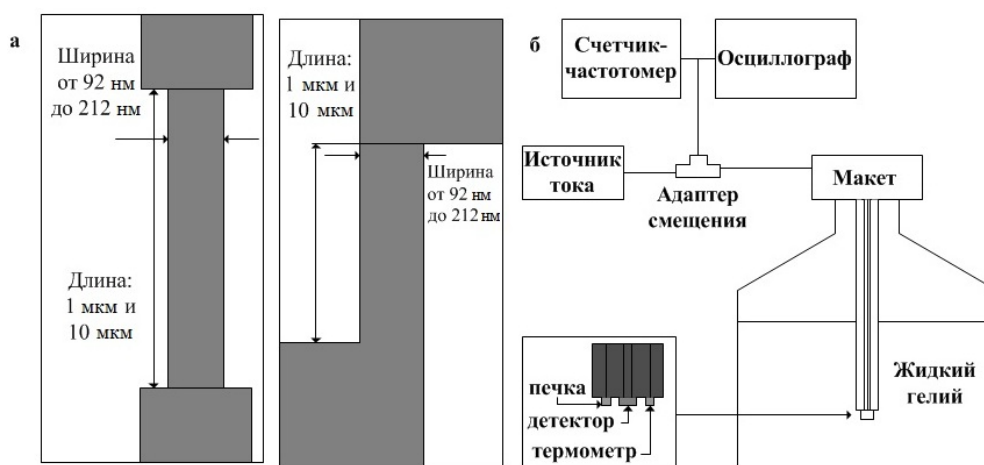 а
Ширина
от 92 нм
до 212 нм
Длина:
1 мкм и
10 мкм
Длина:
1 мкм и
10 мкм
Ширина
от 92 нм
до 212 нм
б
Счетчик-
частотомер
Осциллограф
Источник
тока
Адаптер
смещения
Макет
печка
детектор
термометр
Жидкий
гелий